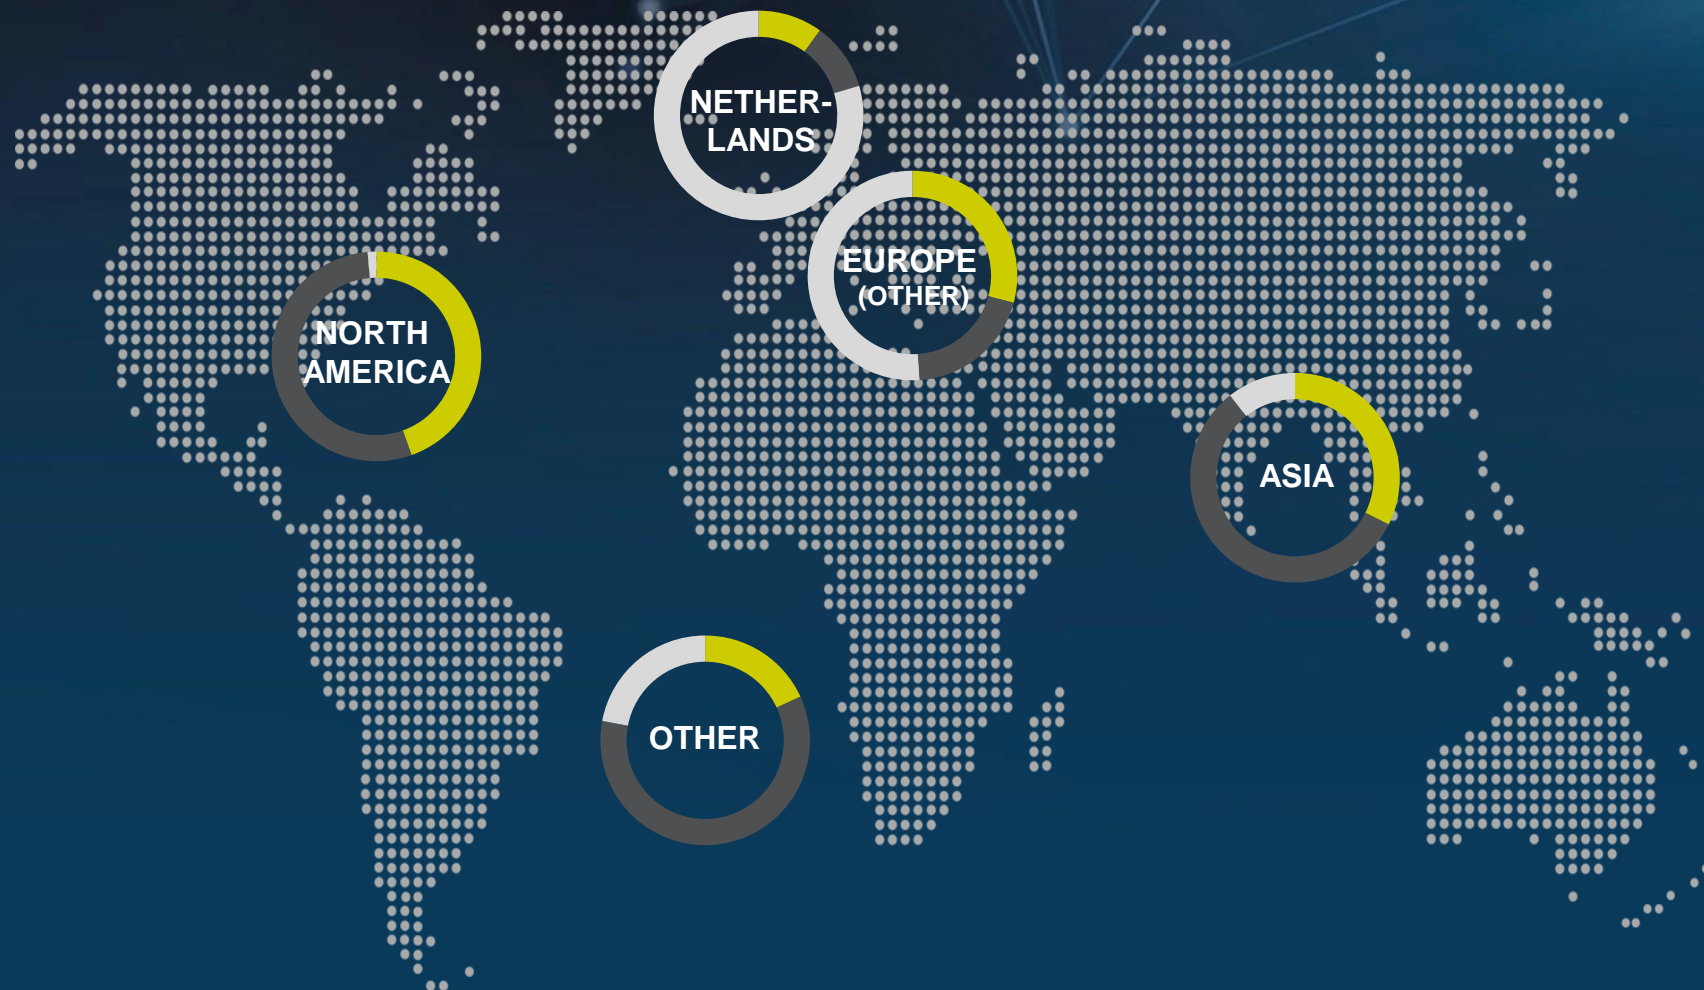 NETHER-
LANDS
EUROPE
(OTHER)
NORTH
AMERICA
ASIA
OTHER